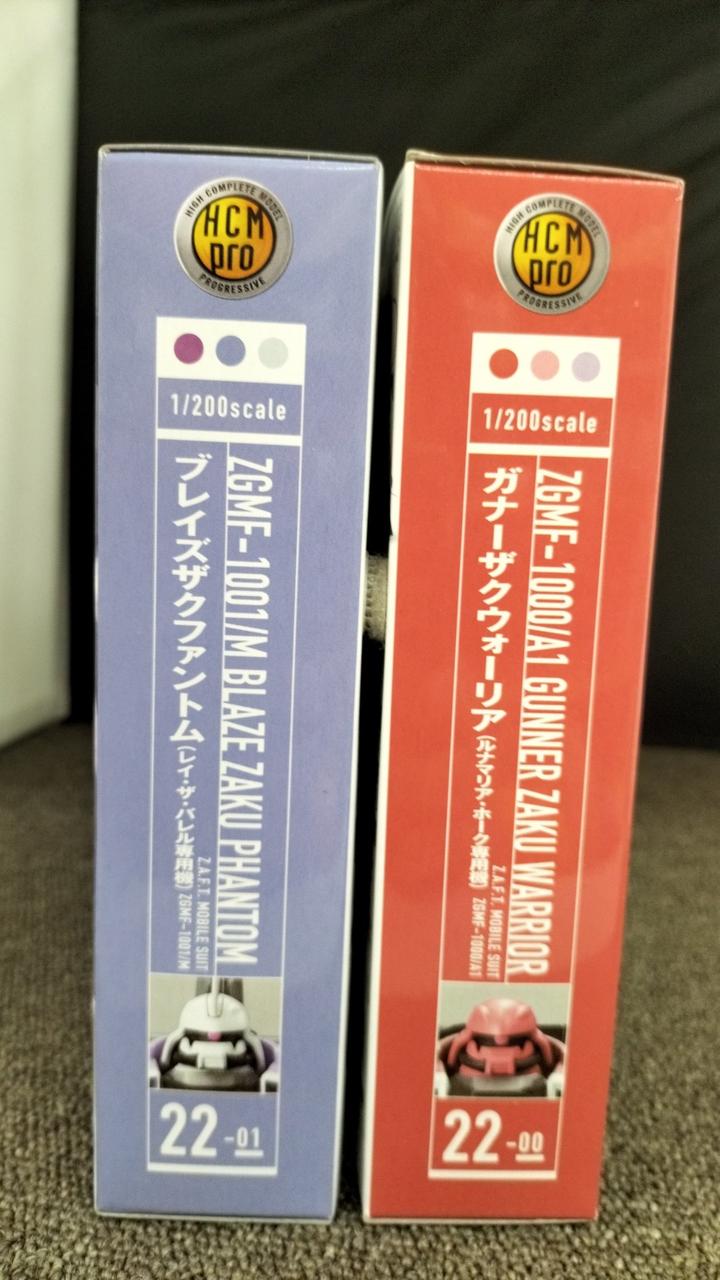 HIGH COMPLETE MODEL
HCM
pro
PROGRESSIVE
1/200scale
ZGMF-1001/M BLAZE ZAKU PHANTOM
ブレイズザクファントム(レイ・ザ・バレル専用機)
Z.A.F.T. MOBILE SUIT
ZGMF-1001/M
22-01
HIGH COMPLETE MODEL
HCM
pro
PROGRESSIVE
1/200scale
ZGMF-1000/A1 GUNNER ZAKU WARRIOR
ガナーザクウォーリア(ルナマリア・ホーク専用機)
Z.A.F.T. MOBILE SUIT
ZGMF-1000/A1
22-00